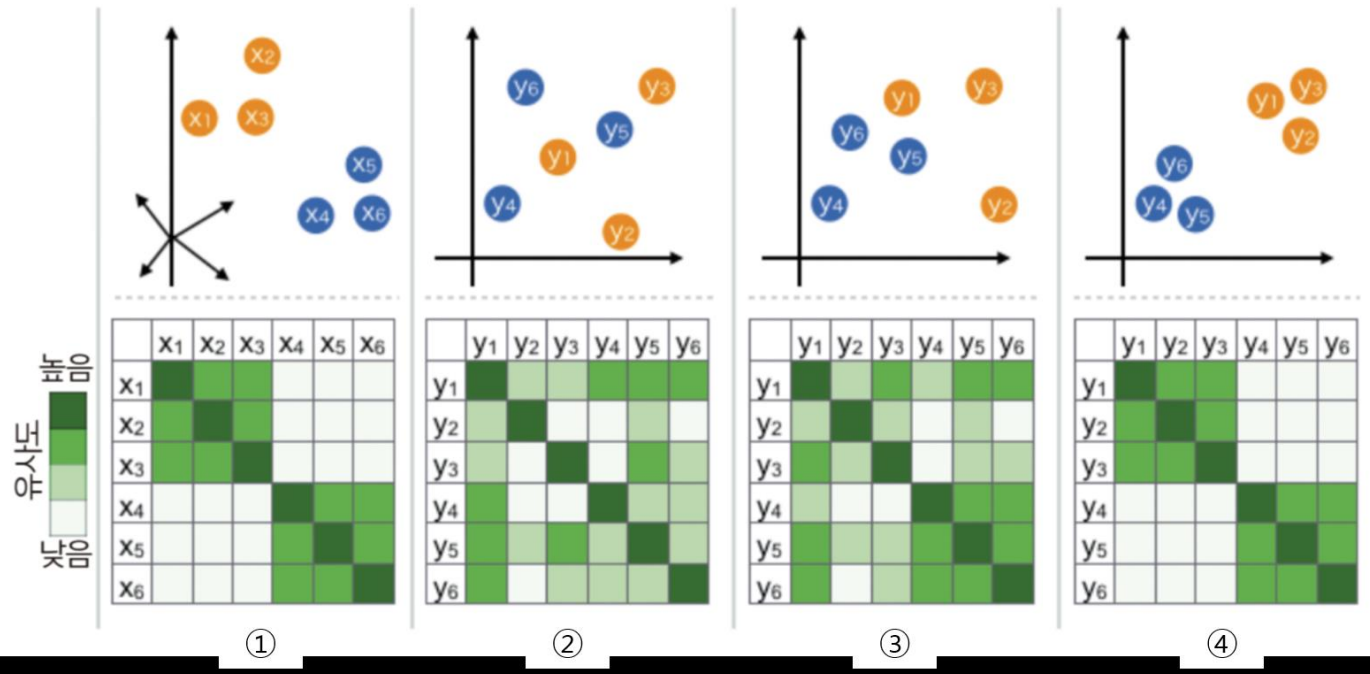 x2
x1 x3
x5
x4 x6
y6 y3
y5
y1
y4
y2
y1 y3
y6
y5
y4 y2
y1 y3
y2
y6
y4 y5
높음
유사도
낮음
x1 x2 x3 x4 x5 x6
x1
x2
x3
x4
x5
x6
y1 y2 y3 y4 y5 y6
y1
y2
y3
y4
y5
y6
y1 y2 y3 y4 y5 y6
y1
y2
y3
y4
y5
y6
y1 y2 y3 y4 y5 y6
y1
y2
y3
y4
y5
y6
① ② ③ ④